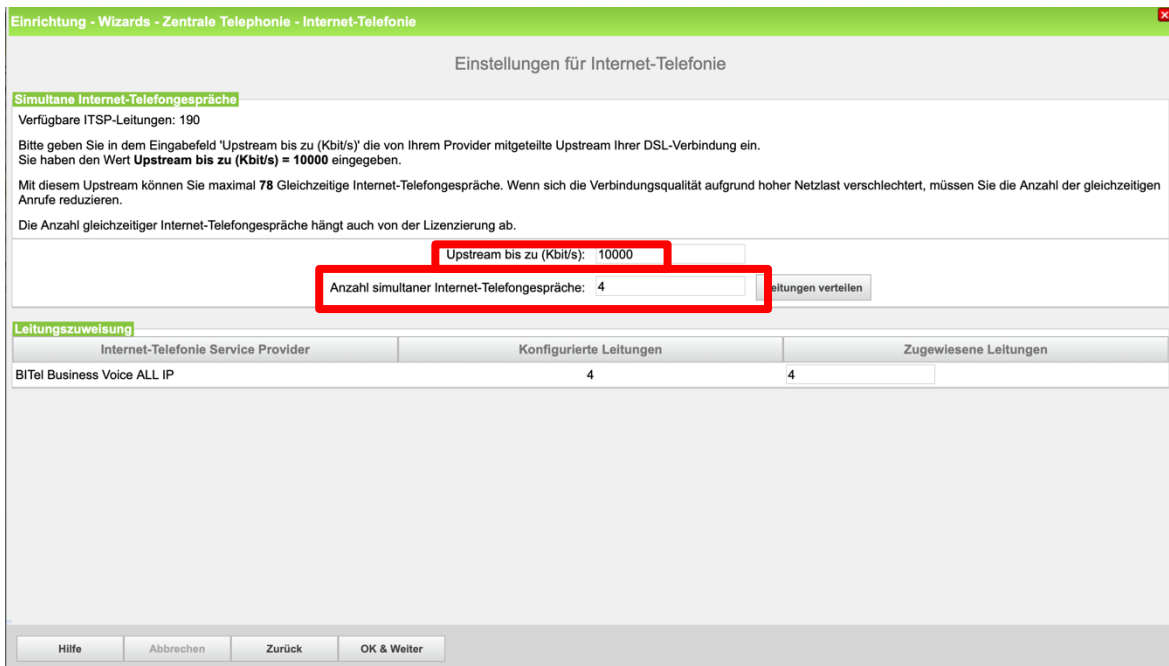 Einrichtung - Wizards - Zentrale Telephonie - Internet-Telefonie
Einstellungen für Internet-Telefonie
Simultane Internet-Telefongespräche
Verfügbare ITSP-Leitungen: 190
Bitte geben Sie in dem Eingabefeld 'Upstream bis zu (Kbit/s)' die von Ihrem Provider mitgeteilte Upstream Ihrer DSL-Verbindung ein.
Sie haben den Wert Upstream bis zu (Kbit/s) = 10000 eingegeben.
Mit diesem Upstream können Sie maximal 78 Gleichzeitige Internet-Telefongespräche. Wenn sich die Verbindungsqualität aufgrund hoher Netzlast verschlechtert, müssen Sie die Anzahl der gleichzeitigen
Anrufe reduzieren.
Die Anzahl gleichzeitiger Internet-Telefongespräche hängt auch von der Lizenzierung ab.
Upstream bis zu (Kbit/s): 10000
Anzahl simultaner Internet-Telefongespräche: 4 eitungen verteilen
Leitungszuweisung
Internet-Telefonie Service Provider Konfigurierte Leitungen Zugewiesene Leitungen
BITel Business Voice ALL IP 4 4
Hilfe Abbrechen Zurück OK & Weiter